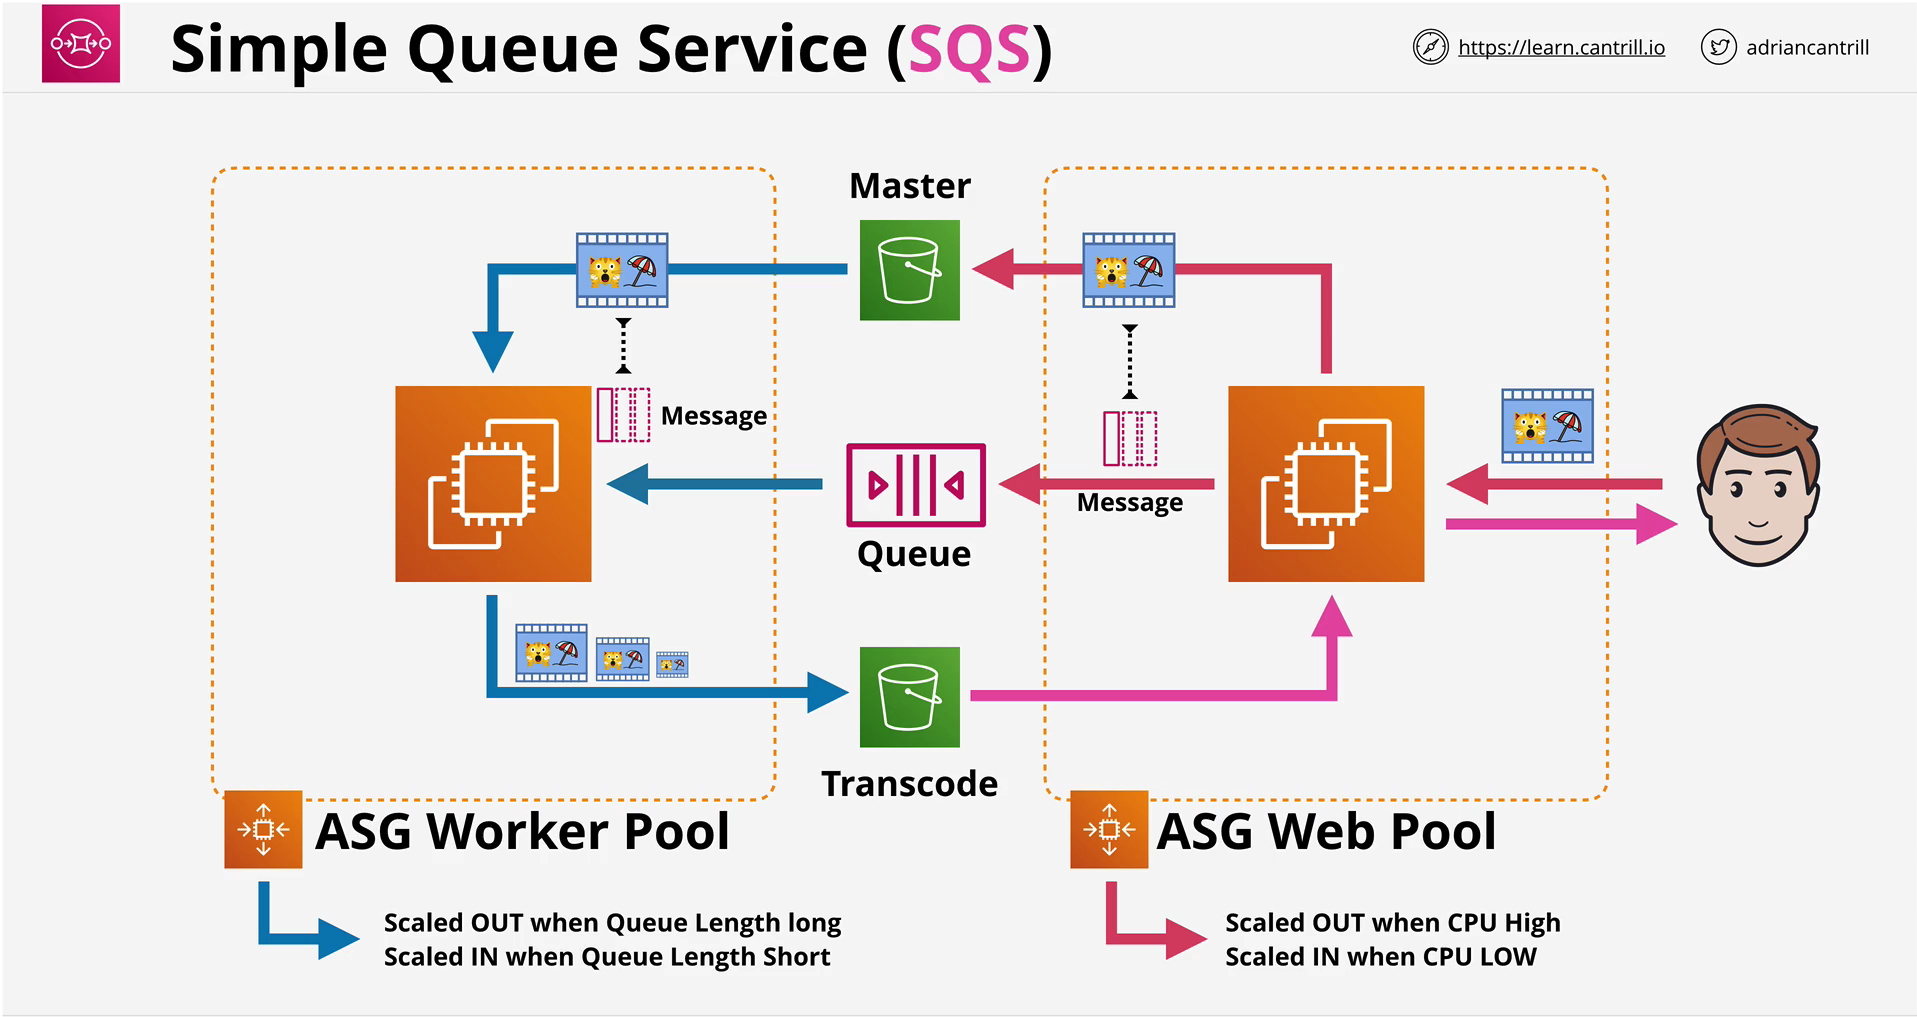 Simple Queue Service (SQS)
https://learn.cantrill.io
adriancantrill
Master
Message
Message
Queue
Transcode
ASG Worker Pool
ASG Web Pool
Scaled OUT when Queue Length long
Scaled IN when Queue Length Short
Scaled OUT when CPU High
Scaled IN when CPU LOW